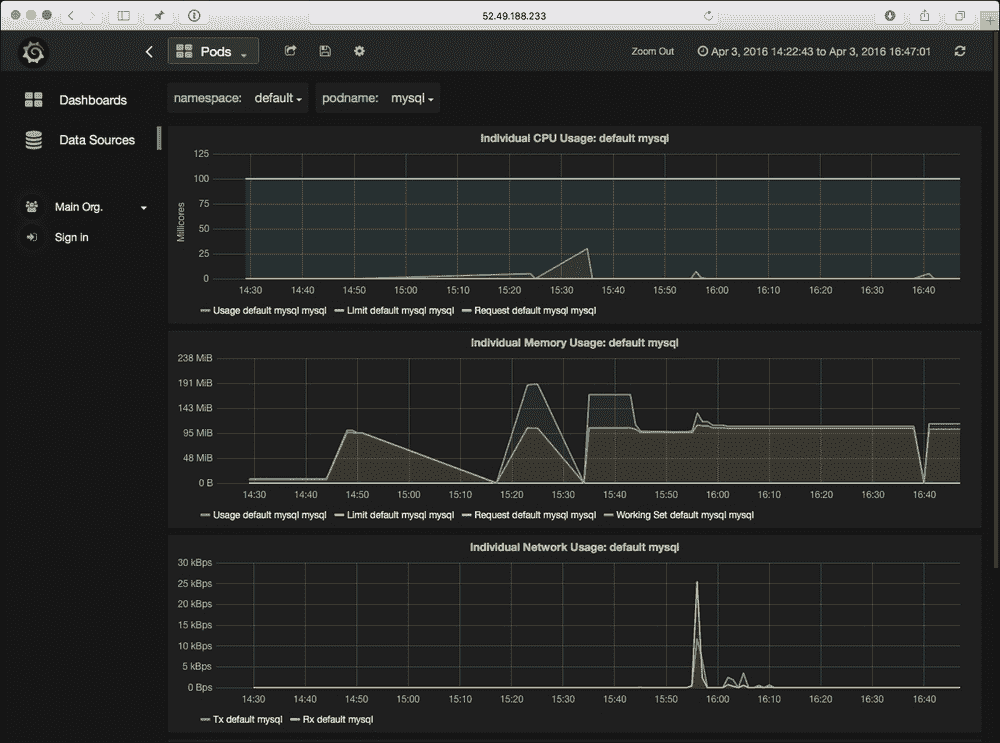 52.49.188.233
Pods
Zoom Out
Apr 3, 2016 14:22:43 to Apr 3, 2016 16:47:01
Dashboards
Data Sources
Main Org.
Sign in
namespace: default podname: mysql
Individual CPU Usage: default mysql
Millicores
125
100
75
50
25
0
14:30 14:40 14:50 15:00 15:10 15:20 15:30 15:40 15:50 16:00 16:10 16:20 16:30 16:40
Usage default mysql mysql Limit default mysql mysql Request default mysql mysql
Individual Memory Usage: default mysql
238 MiB
191 MiB
143 MiB
95 MiB
48 MiB
0 B
14:30 14:40 14:50 15:00 15:10 15:20 15:30 15:40 15:50 16:00 16:10 16:20 16:30 16:40
Usage default mysql mysql Limit default mysql mysql Request default mysql mysql Working Set default mysql mysql
Individual Network Usage: default mysql
30 kBps
25 kBps
20 kBps
15 kBps
10 kBps
5 kBps
0 Bps
14:30 14:40 14:50 15:00 15:10 15:20 15:30 15:40 15:50 16:00 16:10 16:20 16:30 16:40
Tx default mysql Rx default mysql